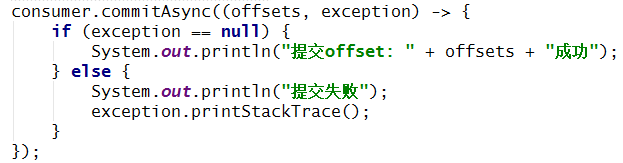 consumer.commitAsync((offsets, exception) -> {
    if (exception == null) {
        System.out.println("提交offset: " + offsets + "成功");
    } else {
        System.out.println("提交失败");
        exception.printStackTrace();
    }
});